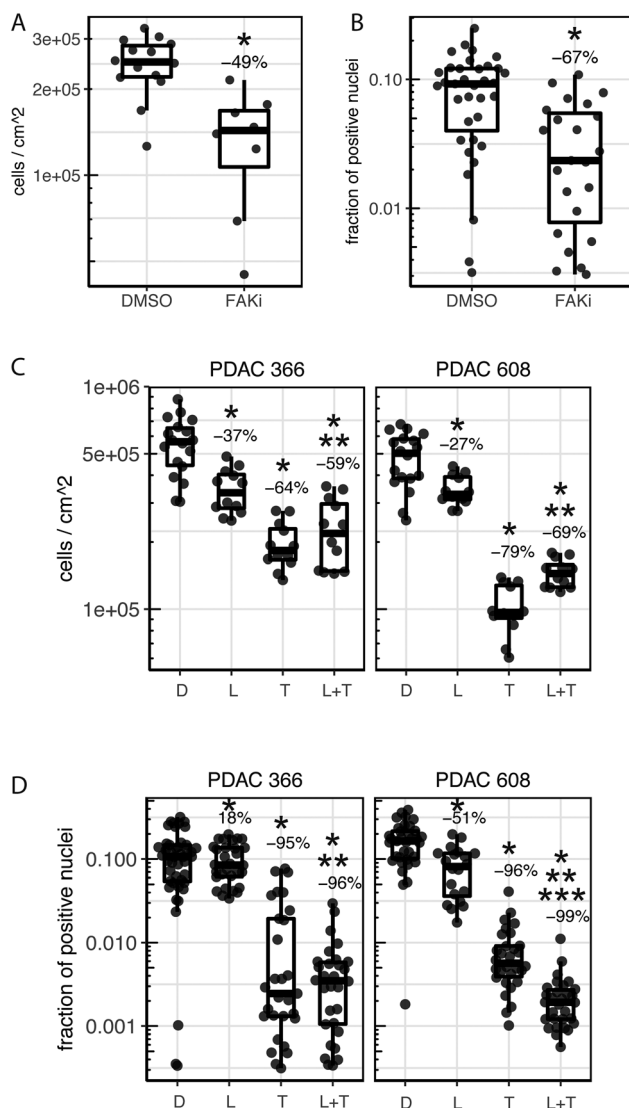 A
3e+05
2e+05
1e+05
cells / cm^2
*
−49%
DMSO
FAKi
B
0.10
0.01
fraction of positive nuclei
*
−67%
DMSO
FAKi
C
PDAC 366
PDAC 608
1e+06
5e+05
1e+05
cells / cm^2
*
−37%
*
−64%
*
**
−59%
*
−27%
*
−79%
*
**
−69%
D L T L+T
D L T L+T
D
PDAC 366
PDAC 608
0.100
0.010
0.001
fraction of positive nuclei
*
18%
*
−95%
*
**
−96%
*
−51%
*
−96%
*
**
***
−99%
D L T L+T
D L T L+T